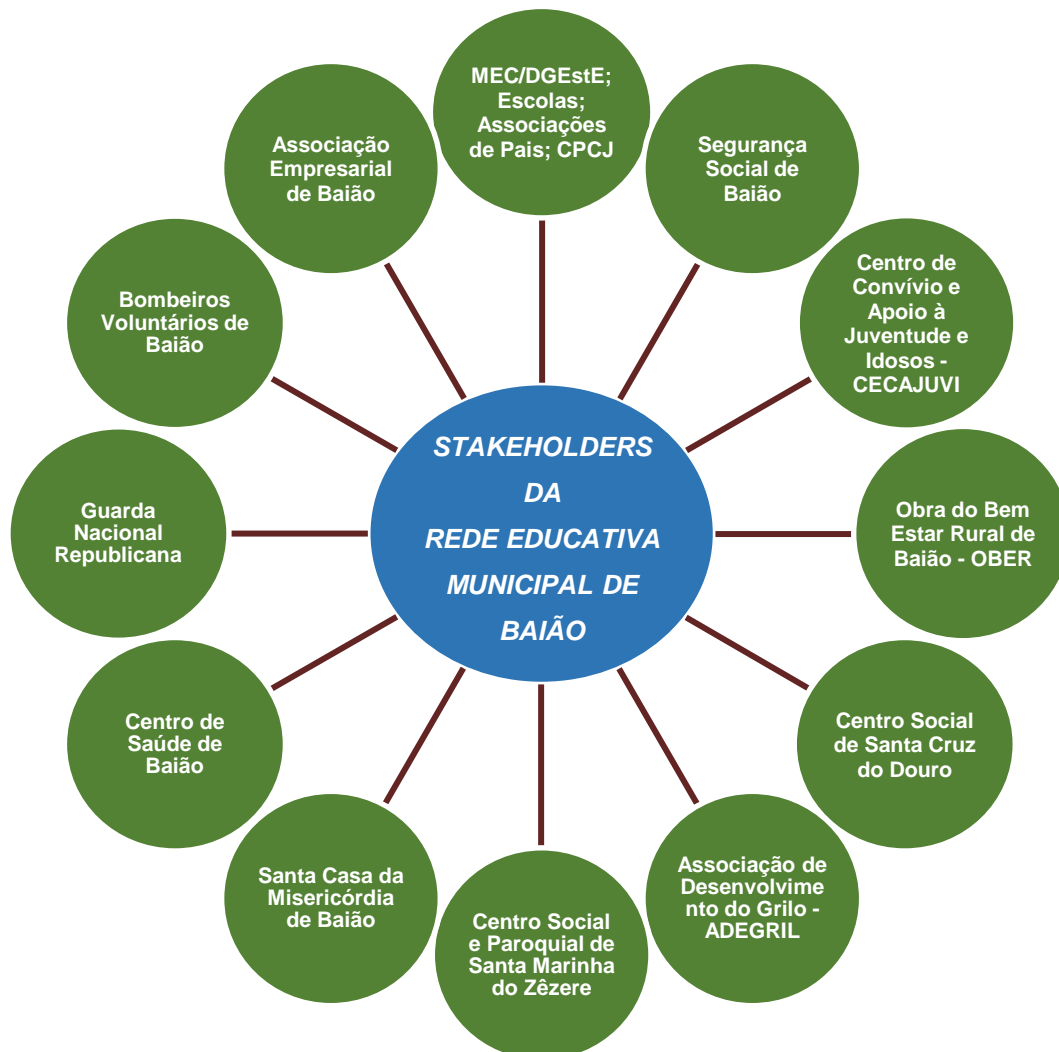 MEC/DGEstE;
Escolas;
Associações
de Pais; CPCJ
Segurança
Social de
Baião
Centro de
Convívio e
Apoio à
Juventude e
Idosos -
CECAJUVI
Obra do Bem
Estar Rural de
Baião - OBER
Centro Social
de Santa Cruz
do Douro
Associação de
Desenvolvime
nto do Grilo -
ADEGRIL
Centro Social
e Paroquial de
Santa Marinha
do Zêzere
Santa Casa da
Misericórdia
de Baião
Centro de
Saúde de
Baião
Guarda
Nacional
Republicana
Bombeiros
Voluntários de
Baião
Associação
Empresarial
de Baião
STAKEHOLDERS
DA
REDE EDUCATIVA
MUNICIPAL DE
BAIÃO